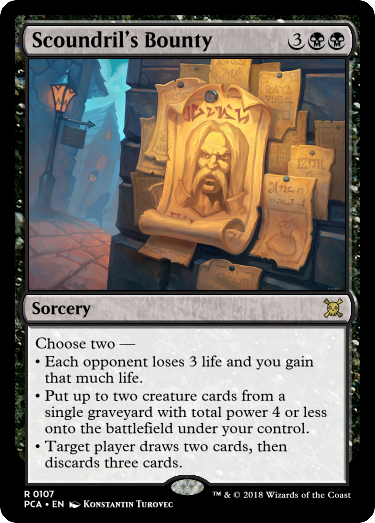 Scoundril's Bounty 3
Sorcery
Choose two —
• Each opponent loses 3 life and you gain
that much life.
• Put up to two creature cards from a
single graveyard with total power 4 or less
onto the battlefield under your control.
• Target player draws two cards, then
discards three cards.
R 0107
PCA • EN Konstantin Turovec
™ & © 2018 Wizards of the Coast